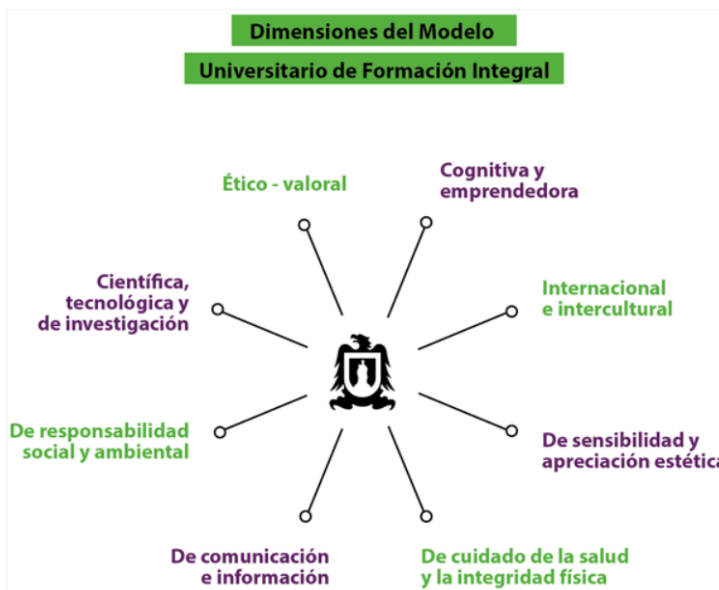 Dimensiones del Modelo
Universitario de Formación Integral
Ético - valoral
Cognitiva y
emprendedora
Científica,
tecnológica y
de investigación
Internacional
e intercultural
De responsabilidad
social y ambiental
De sensibilidad y
apreciación estética
De comunicación
e información
De cuidado de la salud
y la integridad física